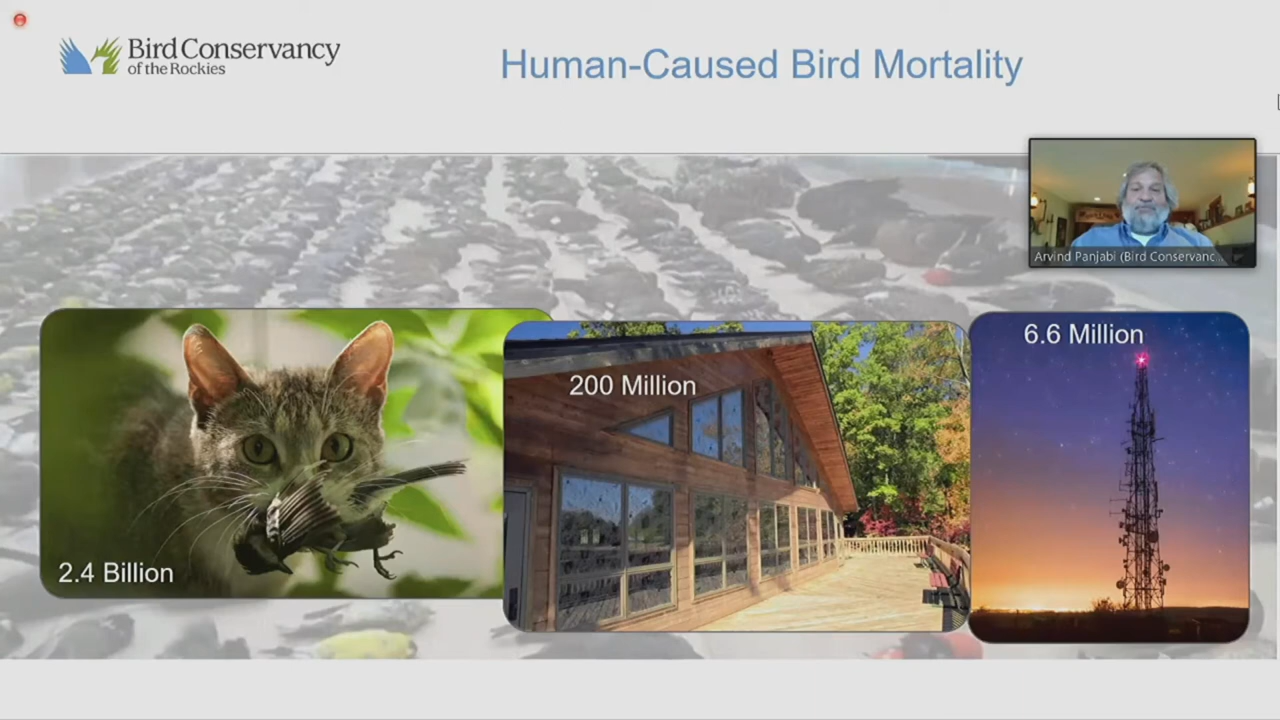 Bird Conservancy
of the Rockies
Human-Caused Bird Mortality
Arvind Panjabi (Bird Conservanc...
2.4 Billion
200 Million
6.6 Million